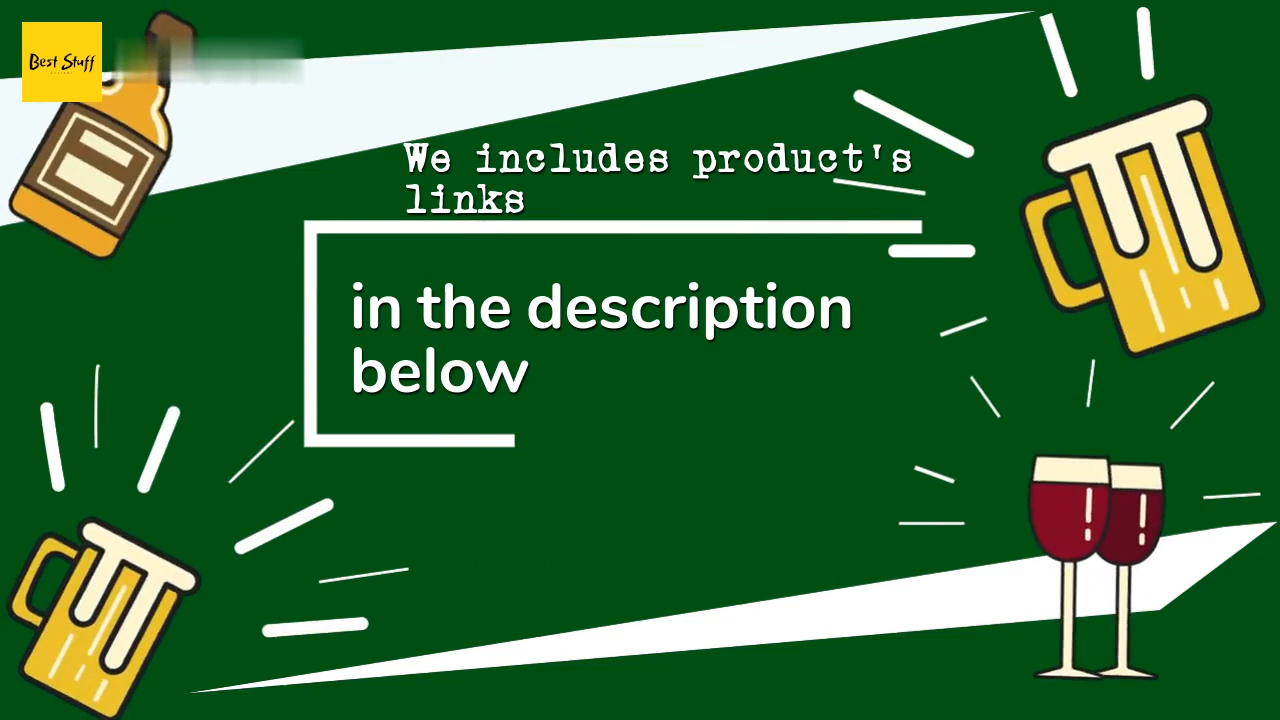 Best Stuff
We includes product's
links
in the description
below